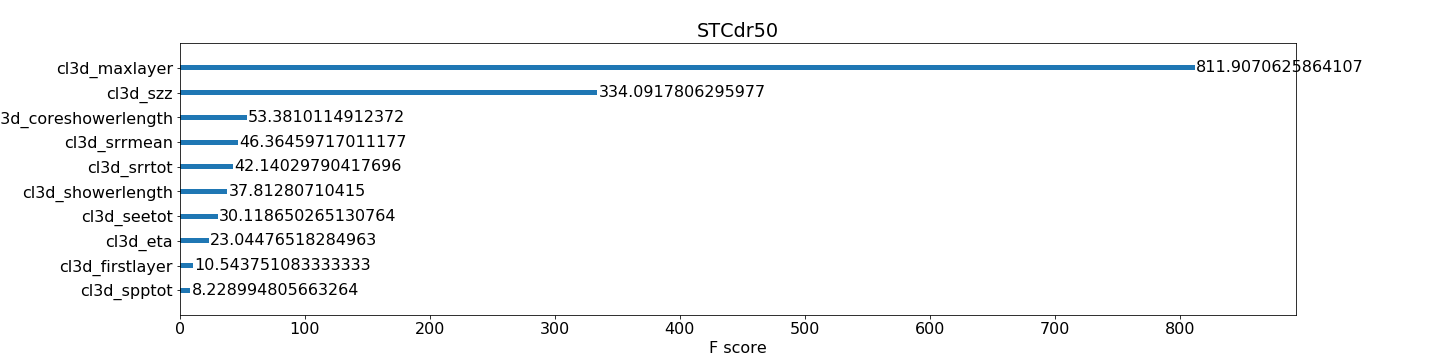 STCdr50
cl3d_maxlayer 811.9070625864107
cl3d_szz 334.0917806295977
3d_coreshowerlength 53.3810114912372
cl3d_srrmean 46.36459717011177
cl3d_srrtot 42.14029790417696
cl3d_showerlength 37.81280710415
cl3d_seetot 30.118650265130764
cl3d_eta 23.04476518284963
cl3d_firstlayer 10.543751083333333
cl3d_spptot 8.228994805663264
0 100 200 300 400 500 600 700 800
F score